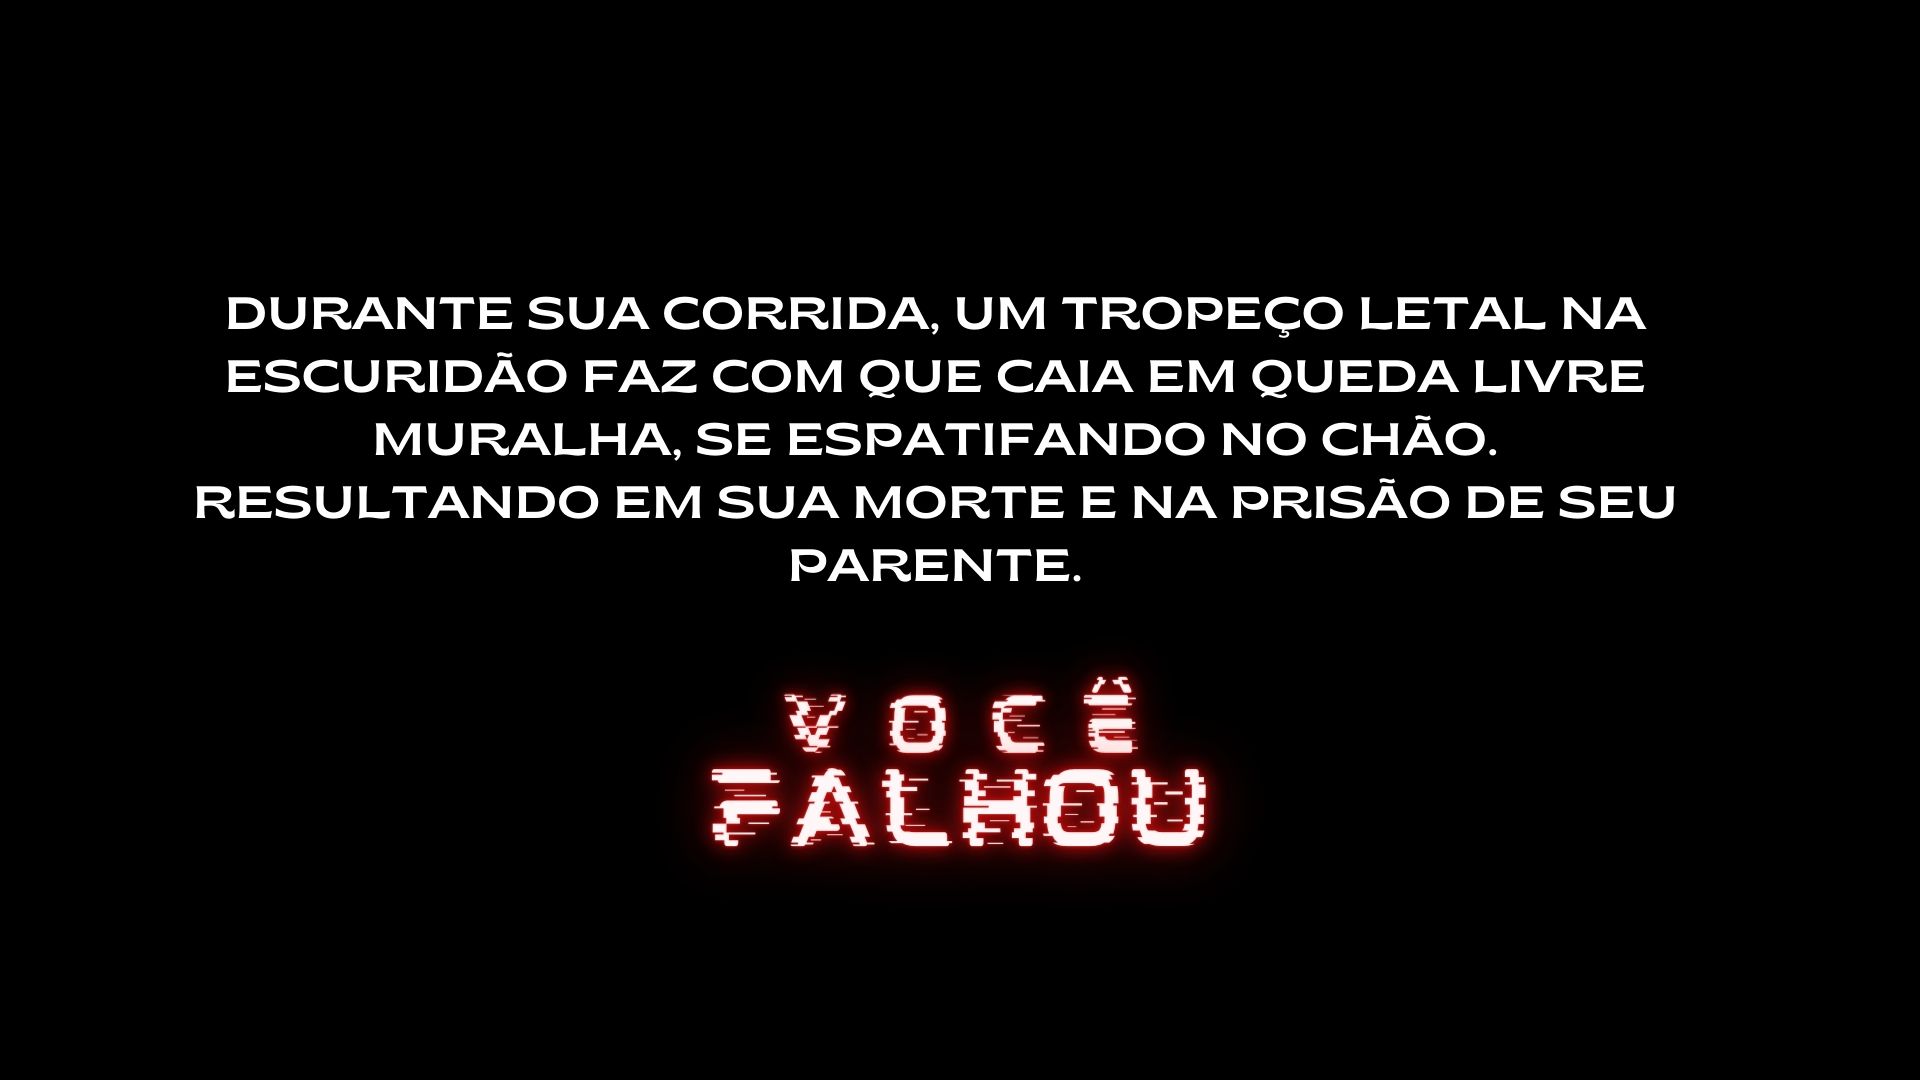 DURANTE SUA CORRIDA, UM TROPEÇO LETAL NA
ESCURIDÃO FAZ COM QUE CAIA EM QUEDA LIVRE
MURALHA, SE ESPATIFANDO NO CHÃO.
RESULTANDO EM SUA MORTE E NA PRISÃO DE SEU
PARENTE.
VOCÊ
FALHOU